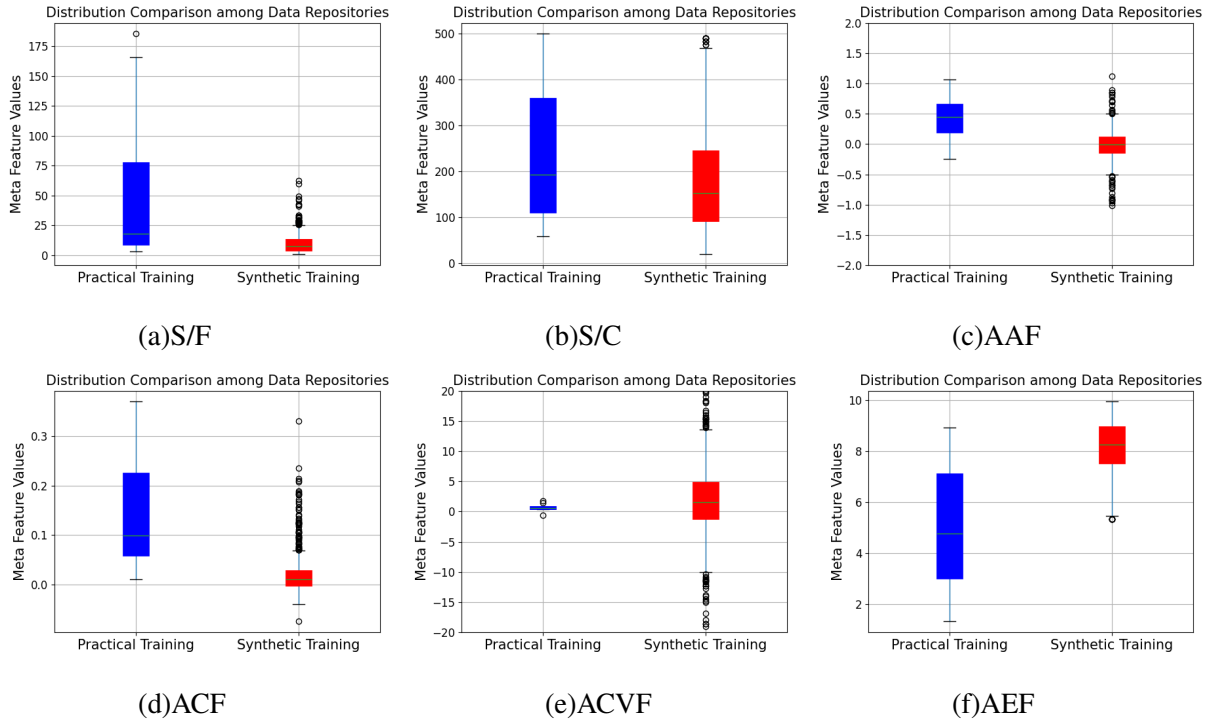 Distribution Comparison among Data Repositories
Meta Feature Values
175
150
125
100
75
50
25
0
Practical Training
Synthetic Training
(a)S/F
Distribution Comparison among Data Repositories
Meta Feature Values
500
400
300
200
100
0
Practical Training
Synthetic Training
(b)S/C
Distribution Comparison among Data Repositories
Meta Feature Values
2.0
1.5
1.0
0.5
0.0
−0.5
−1.0
−1.5
−2.0
Practical Training
Synthetic Training
(c)AAF
Distribution Comparison among Data Repositories
Meta Feature Values
0.3
0.2
0.1
0.0
Practical Training
Synthetic Training
(d)ACF
Distribution Comparison among Data Repositories
Meta Feature Values
20
15
10
5
0
−5
−10
−15
−20
Practical Training
Synthetic Training
(e)ACVF
Distribution Comparison among Data Repositories
Meta Feature Values
10
8
6
4
2
Practical Training
Synthetic Training
(f)AEF